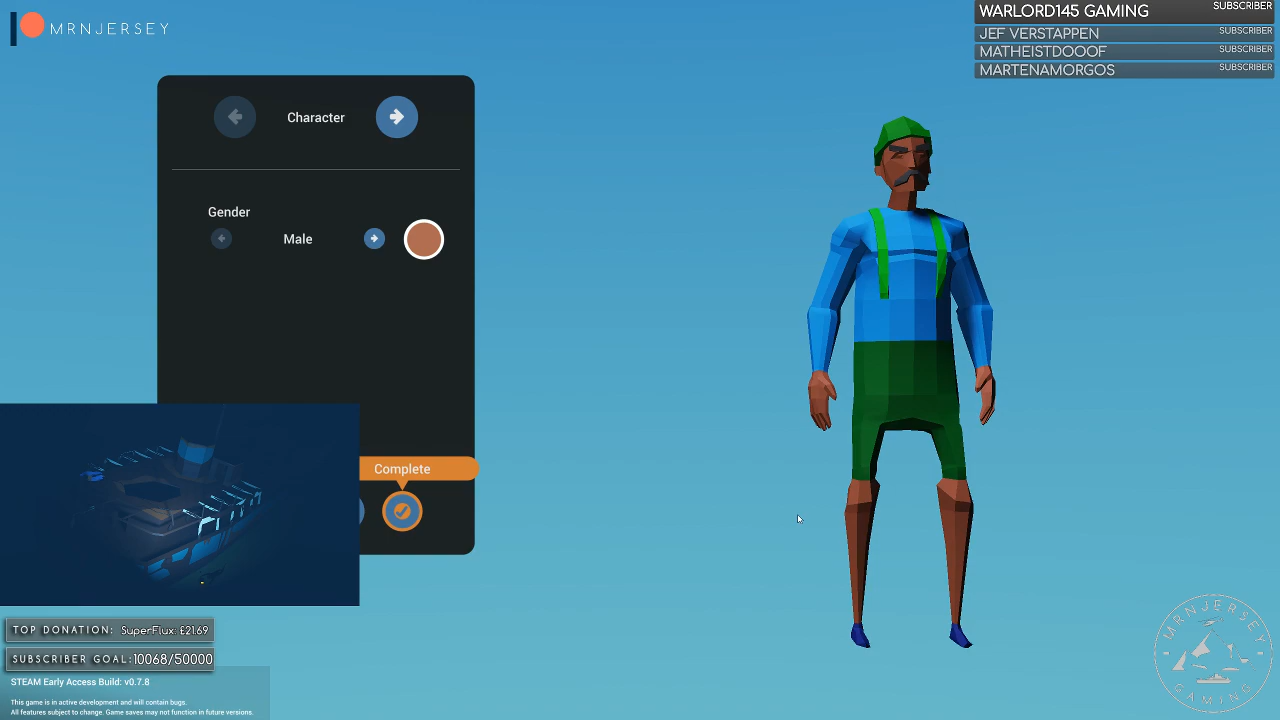 MRNJERSEY
WARLORD145 GAMING SUBSCRIBER
JEF VERSTAPPEN SUBSCRIBER
MATHEISTDOOOF SUBSCRIBER
MARTENAMORGOS SUBSCRIBER
Character
Gender
Male
Complete
TOP DONATION: SuperFlux: £21.69
SUBSCRIBER GOAL: 10068/50000
STEAM Early Access Build: v0.7.8
This game is in active development and will contain bugs.
All features subject to change. Game saves may not function in future versions.
MRNJERSEY
GAMING